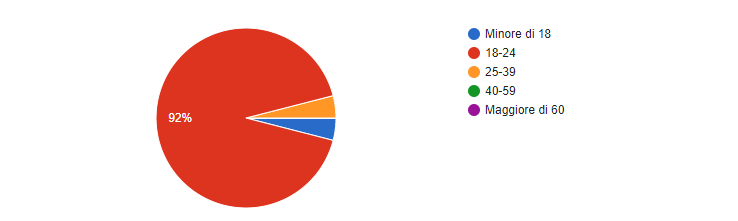 92%
Minore di 18
18-24
25-39
40-59
Maggiore di 60